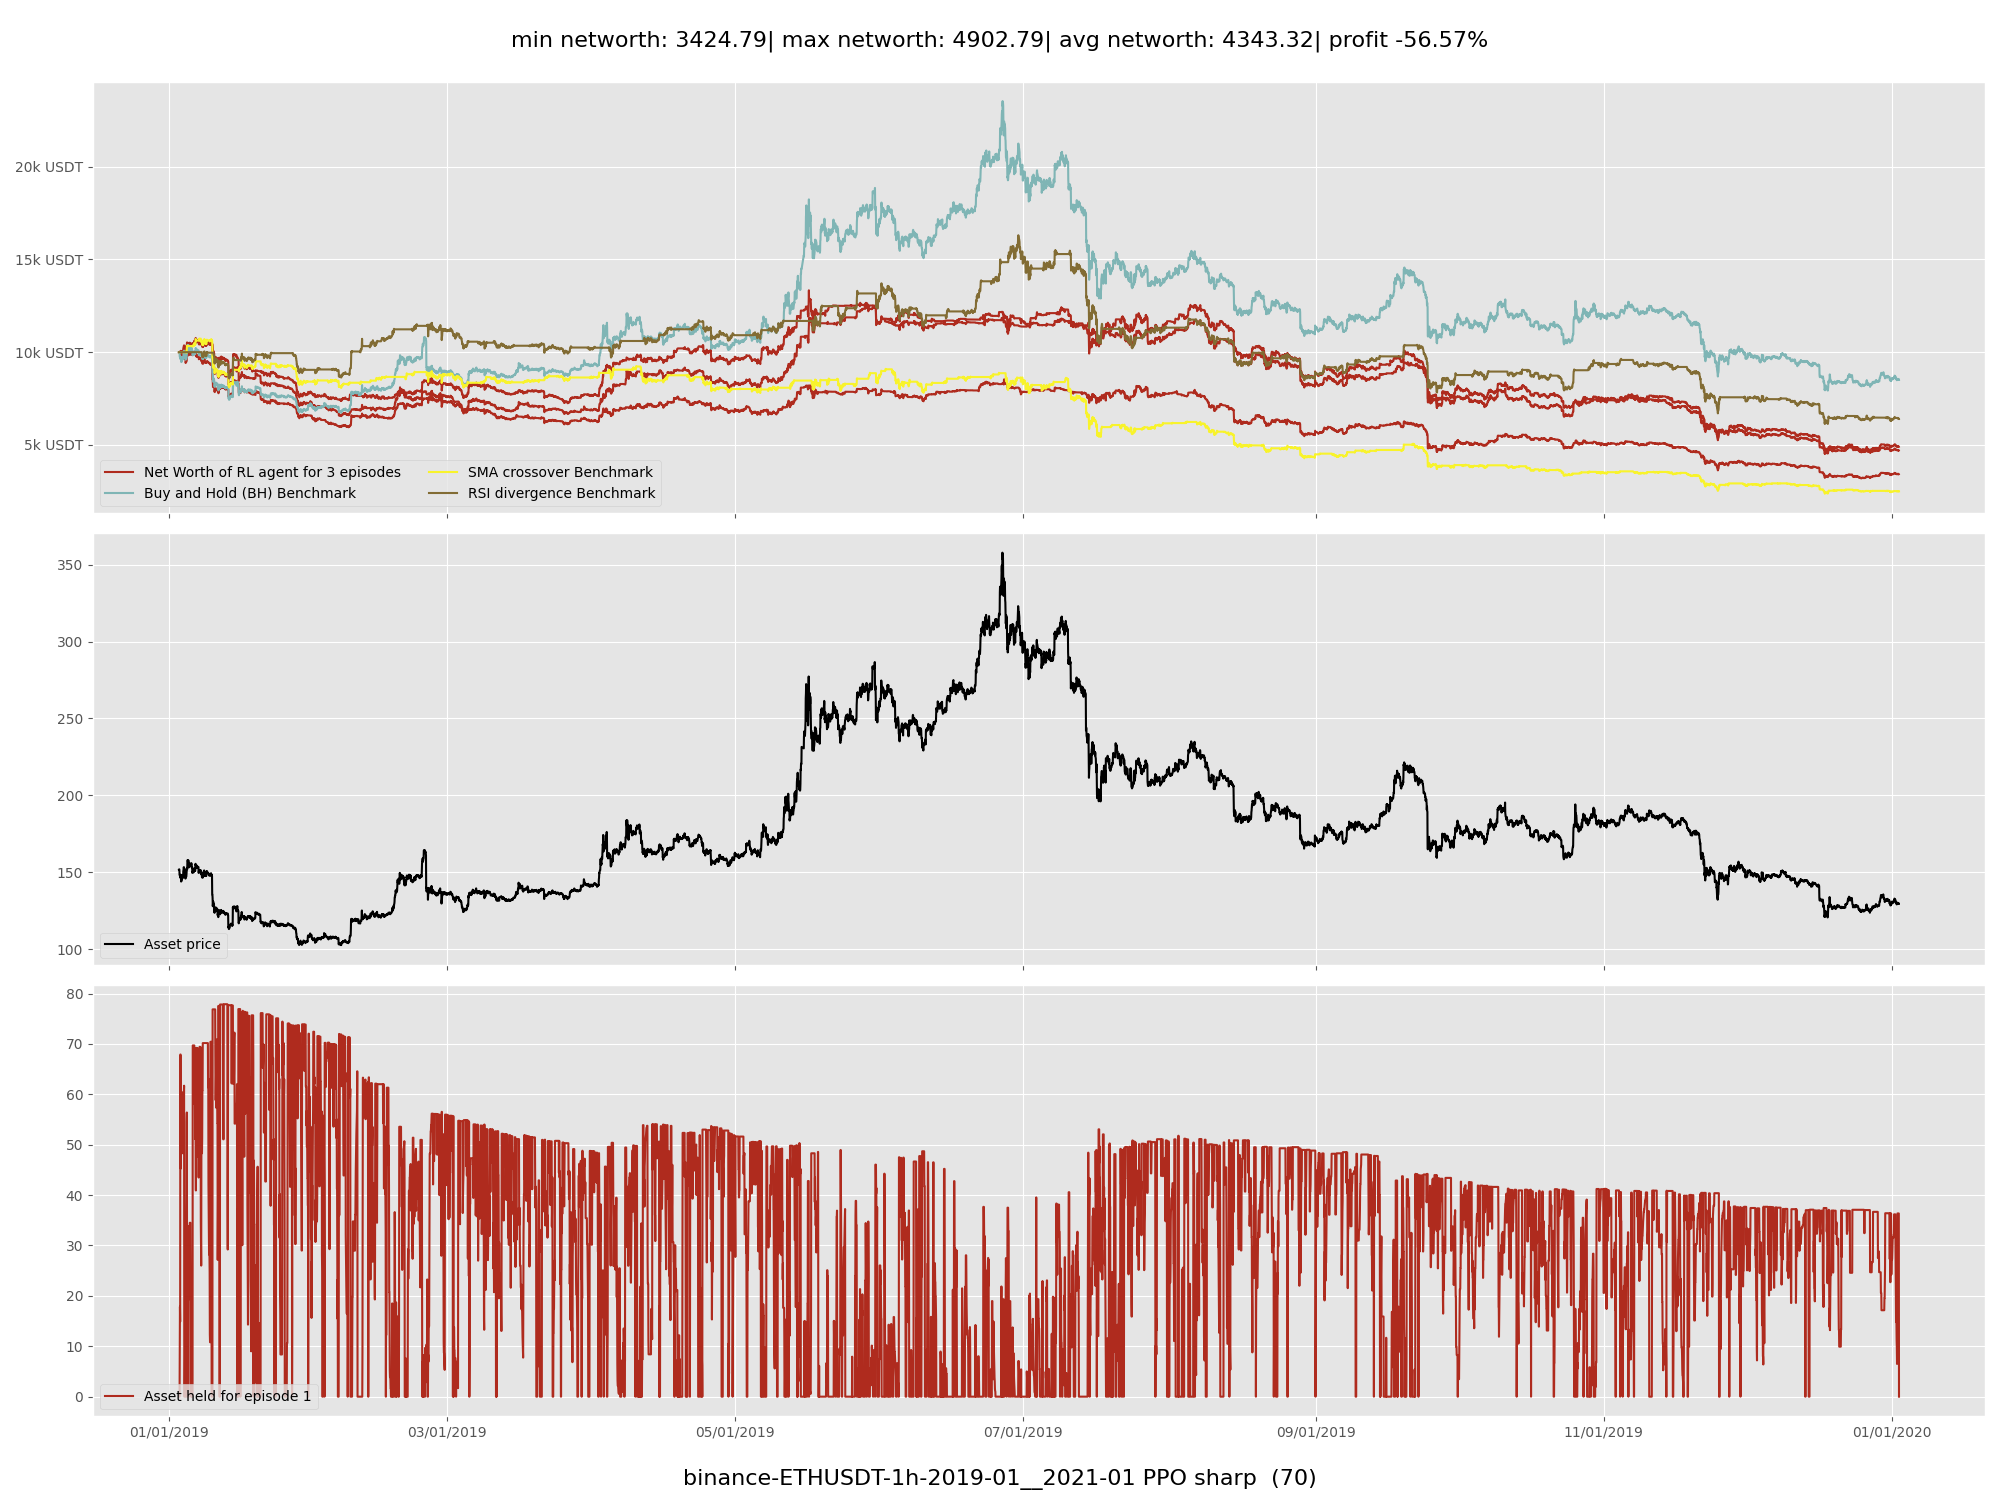 min networth: 3424.79| max networth: 4902.79| avg networth: 4343.32| profit -56.57%
20k USDT
15k USDT
10k USDT
5k USDT
Net Worth of RL agent for 3 episodes
Buy and Hold (BH) Benchmark
SMA crossover Benchmark
RSI divergence Benchmark
350
300
250
200
150
100
Asset price
80
70
60
50
40
30
20
10
0
Asset held for episode 1
01/01/2019 03/01/2019 05/01/2019 07/01/2019 09/01/2019 11/01/2019 01/01/2020
binance-ETHUSDT-1h-2019-01__2021-01 PPO sharp (70)